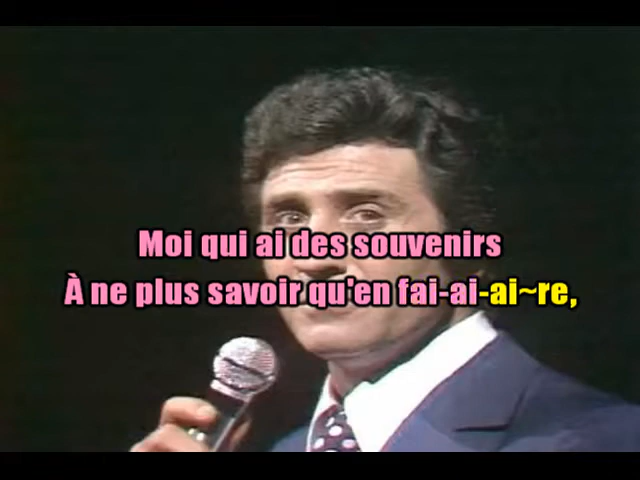 Moi qui ai des souvenirs
À ne plus savoir qu'en fai-ai-ai~re,